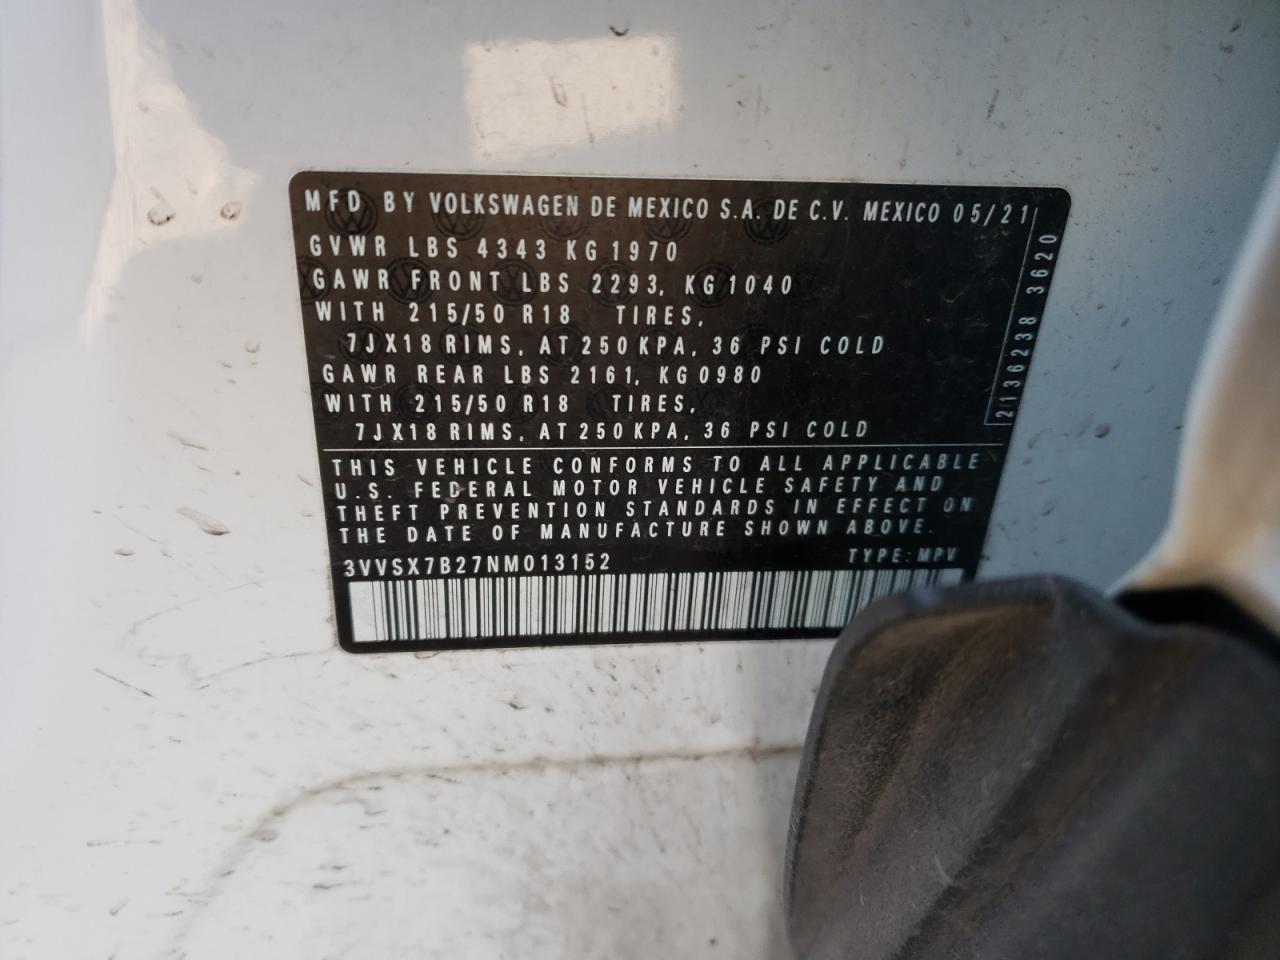 MFD BY VOLKSWAGEN DE MEXICO S.A. DE C.V. MEXICO 05/21
GVWR LBS 4343 KG 1970
GAWR FRONT LBS 2293, KG 1040
WITH 215/50 R18 TIRES,
7JX18 RIMS, AT 250 KPA, 36 PSI COLD
GAWR REAR LBS 2161, KG 0980
WITH 215/50 R18 TIRES,
7JX18 RIMS, AT 250 KPA, 36 PSI COLD
2136238 3620
THIS VEHICLE CONFORMS TO ALL APPLICABLE
U.S. FEDERAL MOTOR VEHICLE SAFETY AND
THEFT PREVENTION STANDARDS IN EFFECT ON
THE DATE OF MANUFACTURE SHOWN ABOVE.
3VVSX7B27NM013152 TYPE: MPV